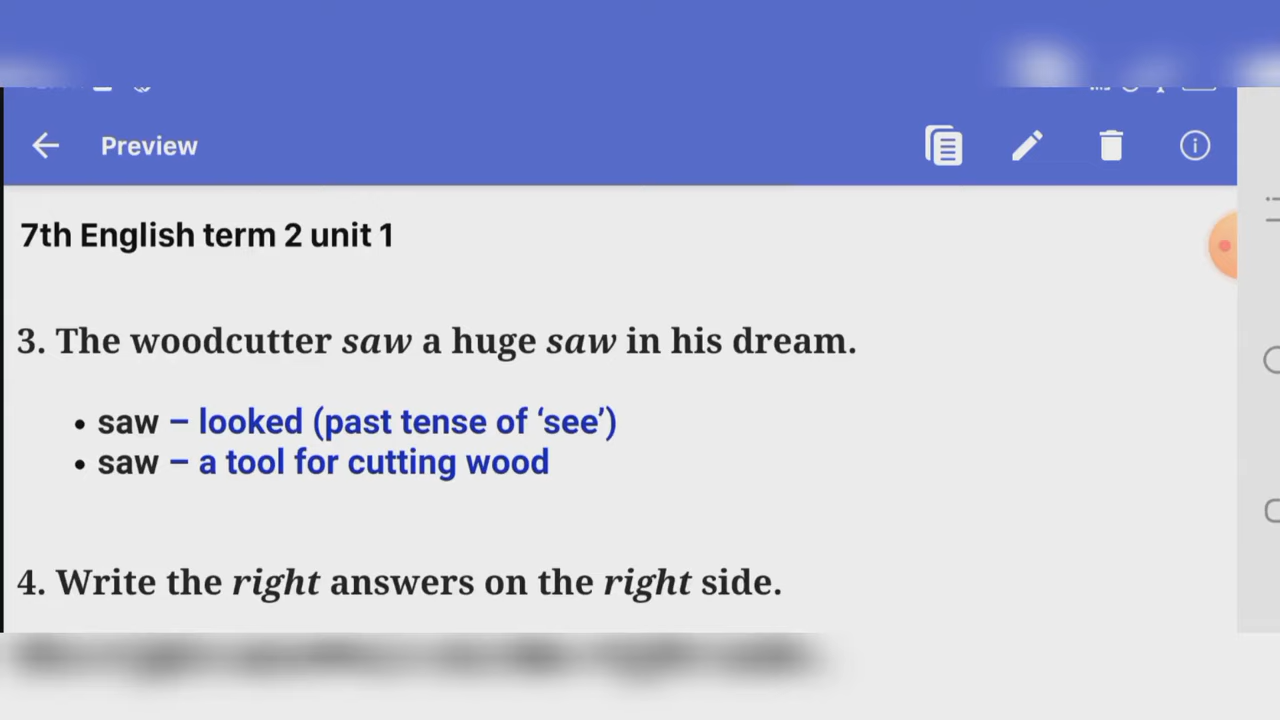 Preview
7th English term 2 unit 1
3. The woodcutter saw a huge saw in his dream.
• saw – looked (past tense of ‘see’)
• saw – a tool for cutting wood
4. Write the right answers on the right side.